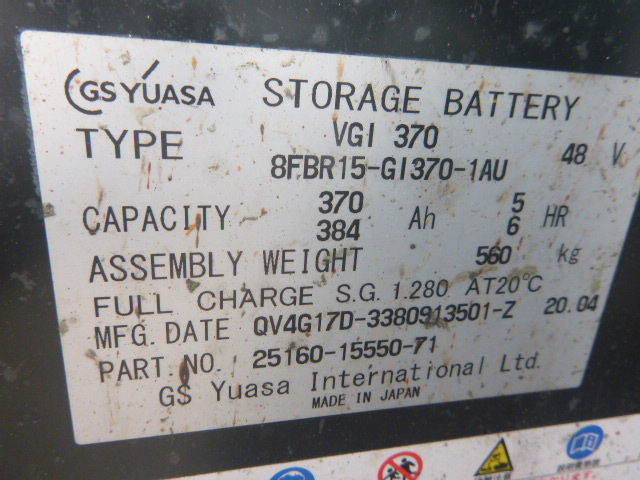 GS YUASA STORAGE BATTERY
TYPE VGI 370 48 V
8FBR15-GI370-1AU
CAPACITY 370 Ah 5 HR
384 6
ASSEMBLY WEIGHT 560 kg
FULL CHARGE S.G. 1.280 AT20°C
MFG. DATE QV4G17D-3380913501-Z 20.04
PART. NO. 25160-15550-71
GS Yuasa International Ltd.
MADE IN JAPAN